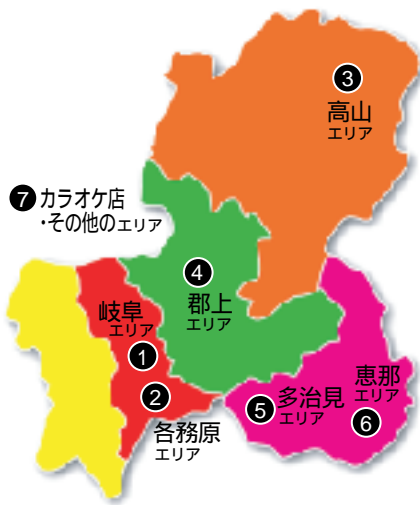 3
高山
エリア
7 カラオケ店
・その他のエリア
4
郡上
エリア
岐阜
エリア
1
2
各務原
エリア
5 多治見
エリア
恵那
エリア
6